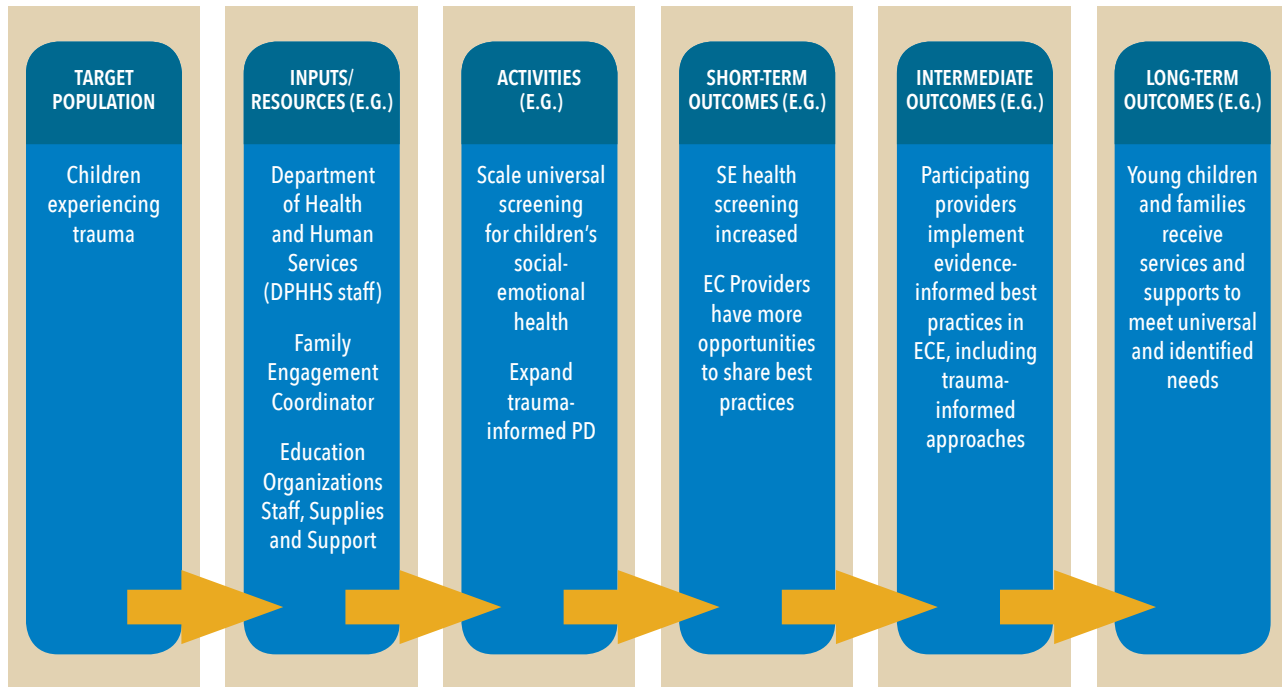 TARGET
POPULATION
Children
experiencing
trauma
INPUTS/
RESOURCES (E.G.)
Department
of Health
and Human
Services
(DPHHS staff)
Family
Engagement
Coordinator
Education
Organizations
Staff, Supplies
and Support
ACTIVITIES
(E.G.)
Scale universal
screening
for children’s
social-
emotional
health
Expand
trauma-
informed PD
SHORT-TERM
OUTCOMES (E.G.)
SE health
screening
increased
EC Providers
have more
opportunities
to share best
practices
INTERMEDIATE
OUTCOMES (E.G.)
Participating
providers
implement
evidence-
informed best
practices in
ECE, including
trauma-
informed
approaches
LONG-TERM
OUTCOMES (E.G.)
Young children
and families
receive
services and
supports to
meet universal
and identified
needs